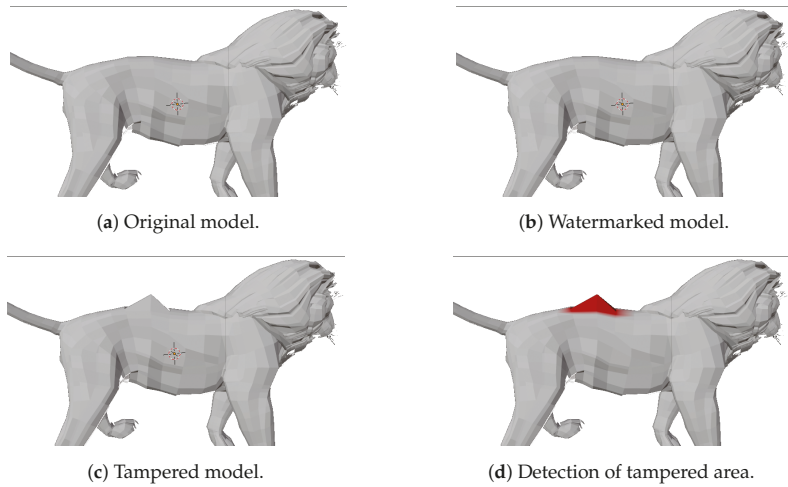 (a) Original model.
(b) Watermarked model.
(c) Tampered model.
(d) Detection of tampered area.